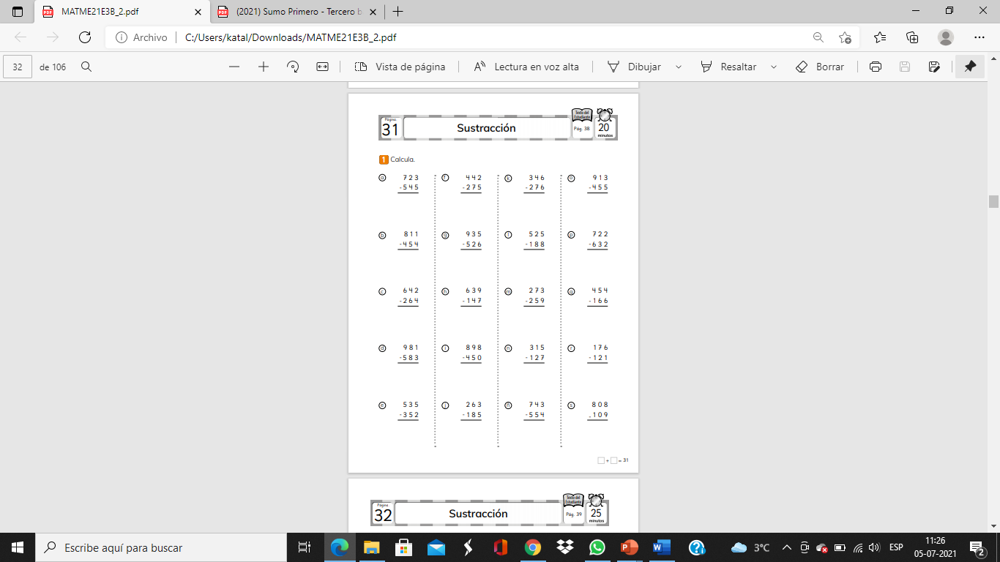 MATME21E3B_2.pdf
(2021) Sumo Primero - Tercero b
Archivo
C:/Users/katal/Downloads/MATME21E3B_2.pdf
32 de 106
Vista de página
Lectura en voz alta
Dibujar
Resaltar
Borrar
Página
31
Sustracción
Texto del
Estudiante
Pág. 38
20
minutos
1 Calcula.
a 723
-545
f 442
-275
k 346
-276
o 913
-455
b 811
-454
g 935
-526
l 525
-188
p 722
-632
c 642
-264
h 639
-147
m 273
-259
q 454
-166
d 981
-583
i 898
-450
n 315
-127
r 176
-121
e 535
-352
j 263
-185
ñ 743
-554
s 808
-109
+ = 31
Página
32
Sustracción
Texto del
Estudiante
Pág. 39
25
minutos
Escribe aquí para buscar
3°C
ESP
11:26
05-07-2021
2